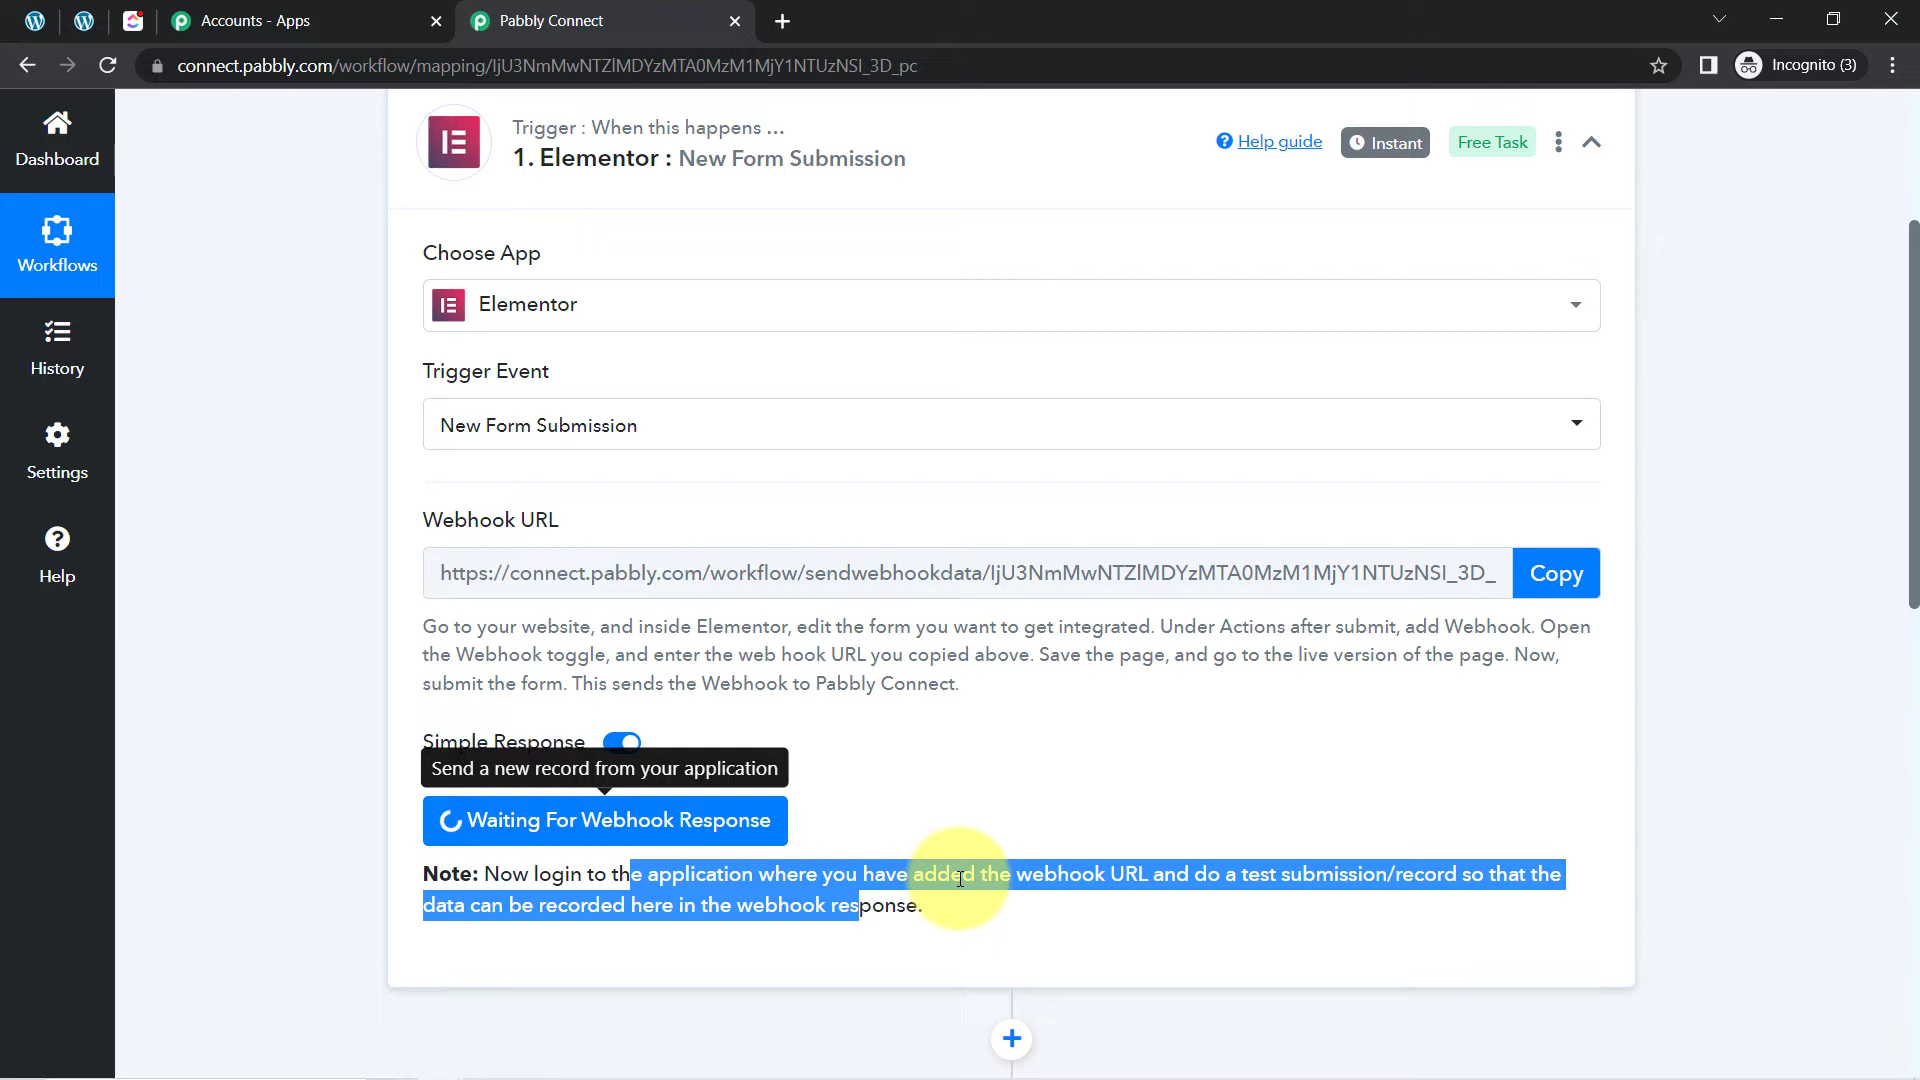 Accounts - Apps
Pabbly Connect
connect.pabbly.com/workflow/mapping/IjU3NmMwNTZlMDYzMTA0MzM1MjY1NTUzNSI_3D_pc
Incognito (3)
Dashboard
Workflows
History
Settings
Help
Trigger : When this happens ...
1. Elementor : New Form Submission
Help guide
Instant
Free Task
Choose App
Elementor
Trigger Event
New Form Submission
Webhook URL
https://connect.pabbly.com/workflow/sendwebhookdata/IjU3NmMwNTZlMDYzMTA0MzM1MjY1NTUzNSI_3D_
Copy
Go to your website, and inside Elementor, edit the form you want to get integrated. Under Actions after submit, add Webhook. Open
the Webhook toggle, and enter the web hook URL you copied above. Save the page, and go to the live version of the page. Now,
submit the form. This sends the Webhook to Pabbly Connect.
Simple Response
Send a new record from your application
Waiting For Webhook Response
Note: Now login to the application where you have added the webhook URL and do a test submission/record so that the
data can be recorded here in the webhook response.